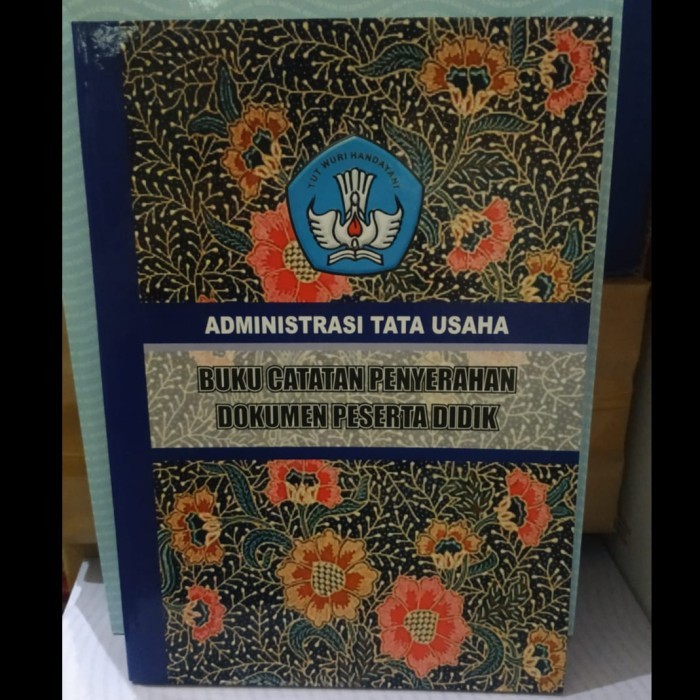 TUT WURI HANDAYANI
ADMINISTRASI TATA USAHA
BUKU CATATAN PENYERAHAN
DOKUMEN PESERTA DIDIK